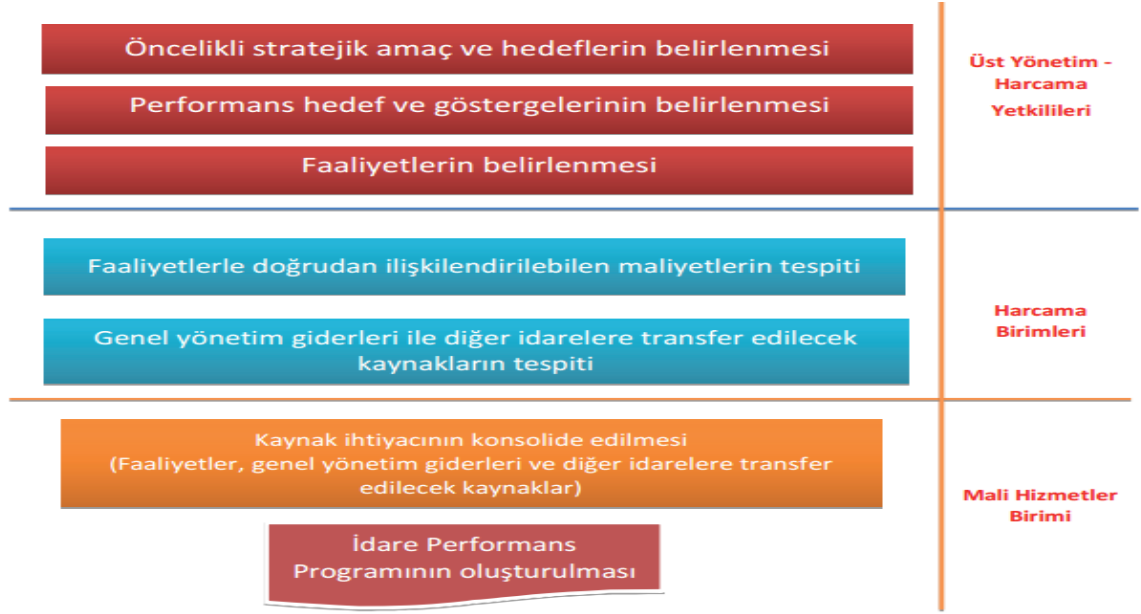 Öncelikli stratejik amaç ve hedeflerin belirlenmesi
Performans hedef ve göstergelerinin belirlenmesi
Faaliyetlerin belirlenmesi
Üst Yönetim -
Harcama
Yetkilileri
Faaliyetlerle doğrudan ilişkilendirilebilen maliyetlerin tespiti
Genel yönetim giderleri ile diğer idarelere transfer edilecek
kaynakların tespiti
Harcama
Birimleri
Kaynak ihtiyacının konsolide edilmesi
(Faaliyetler, genel yönetim giderleri ve diğer idarelere transfer
edilecek kaynaklar)
İdare Performans
Programının oluşturulması
Mali Hizmetler
Birimi